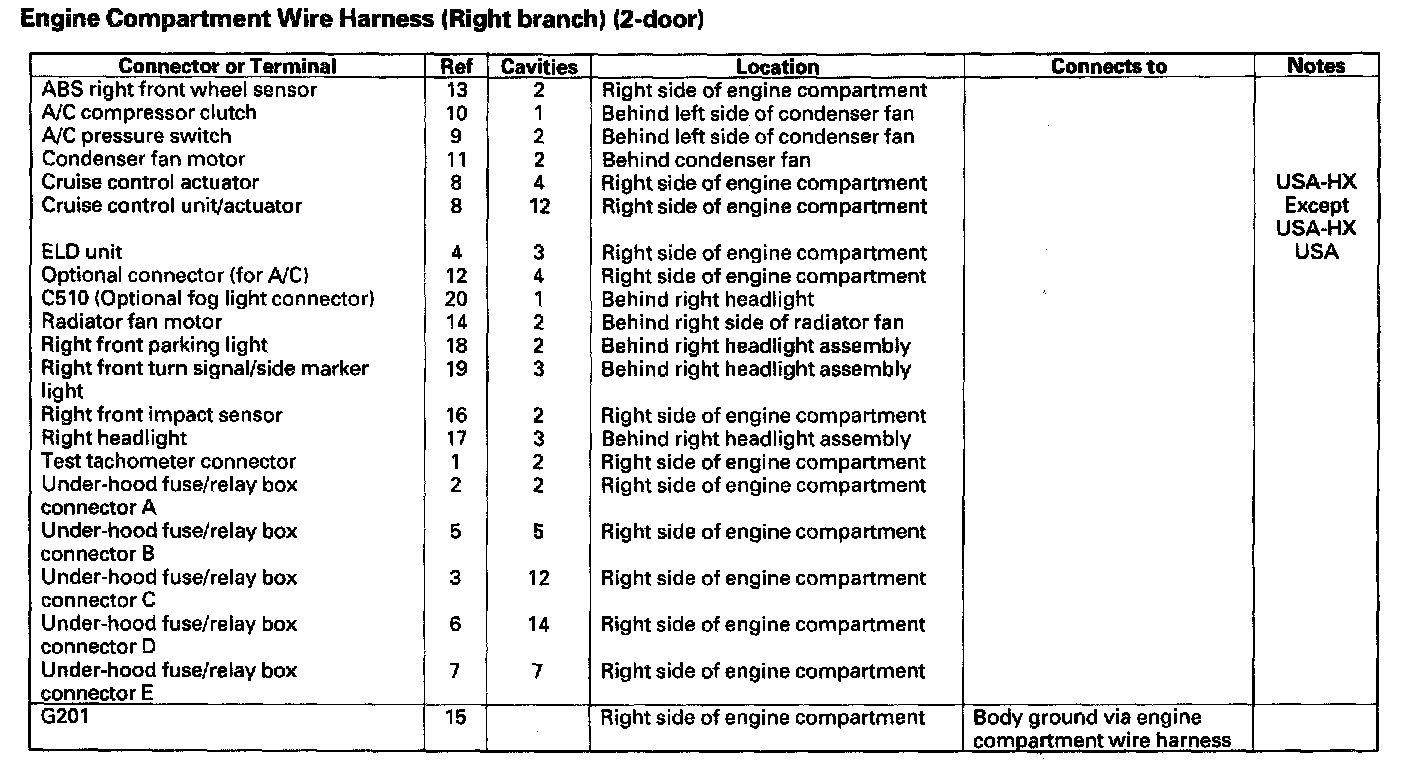 Engine Compartment Wire Harness (Right branch) (2-door)
Connector or Terminal Ref Cavities Location Connects to Notes
ABS right front wheel sensor 13 2 Right side of engine compartment
A/C compressor clutch 10 1 Behind left side of condenser fan
A/C pressure switch 9 2 Behind left side of condenser fan
Condenser fan motor 11 2 Behind condenser fan
Cruise control actuator 8 4 Right side of engine compartment USA-HX
Cruise control unit/actuator 8 12 Right side of engine compartment Except
USA-HX
ELD unit 4 3 Right side of engine compartment USA
Optional connector (for A/C) 12 4 Right side of engine compartment
C510 (Optional fog light connector) 20 1 Behind right headlight
Radiator fan motor 14 2 Behind right side of radiator fan
Right front parking light 18 2 Behind right headlight assembly
Right front turn signal/side marker 19 3 Behind right headlight assembly
light
Right front impact sensor 16 2 Right side of engine compartment
Right headlight 17 3 Behind right headlight assembly
Test tachometer connector 1 2 Right side of engine compartment
Under-hood fuse/relay box 2 2 Right side of engine compartment
connector A
Under-hood fuse/relay box 5 5 Right side of engine compartment
connector B
Under-hood fuse/relay box 3 12 Right side of engine compartment
connector C
Under-hood fuse/relay box 6 14 Right side of engine compartment
connector D
Under-hood fuse/relay box 7 7 Right side of engine compartment
connector E
G201 15 Right side of engine compartment Body ground via engine
compartment wire harness